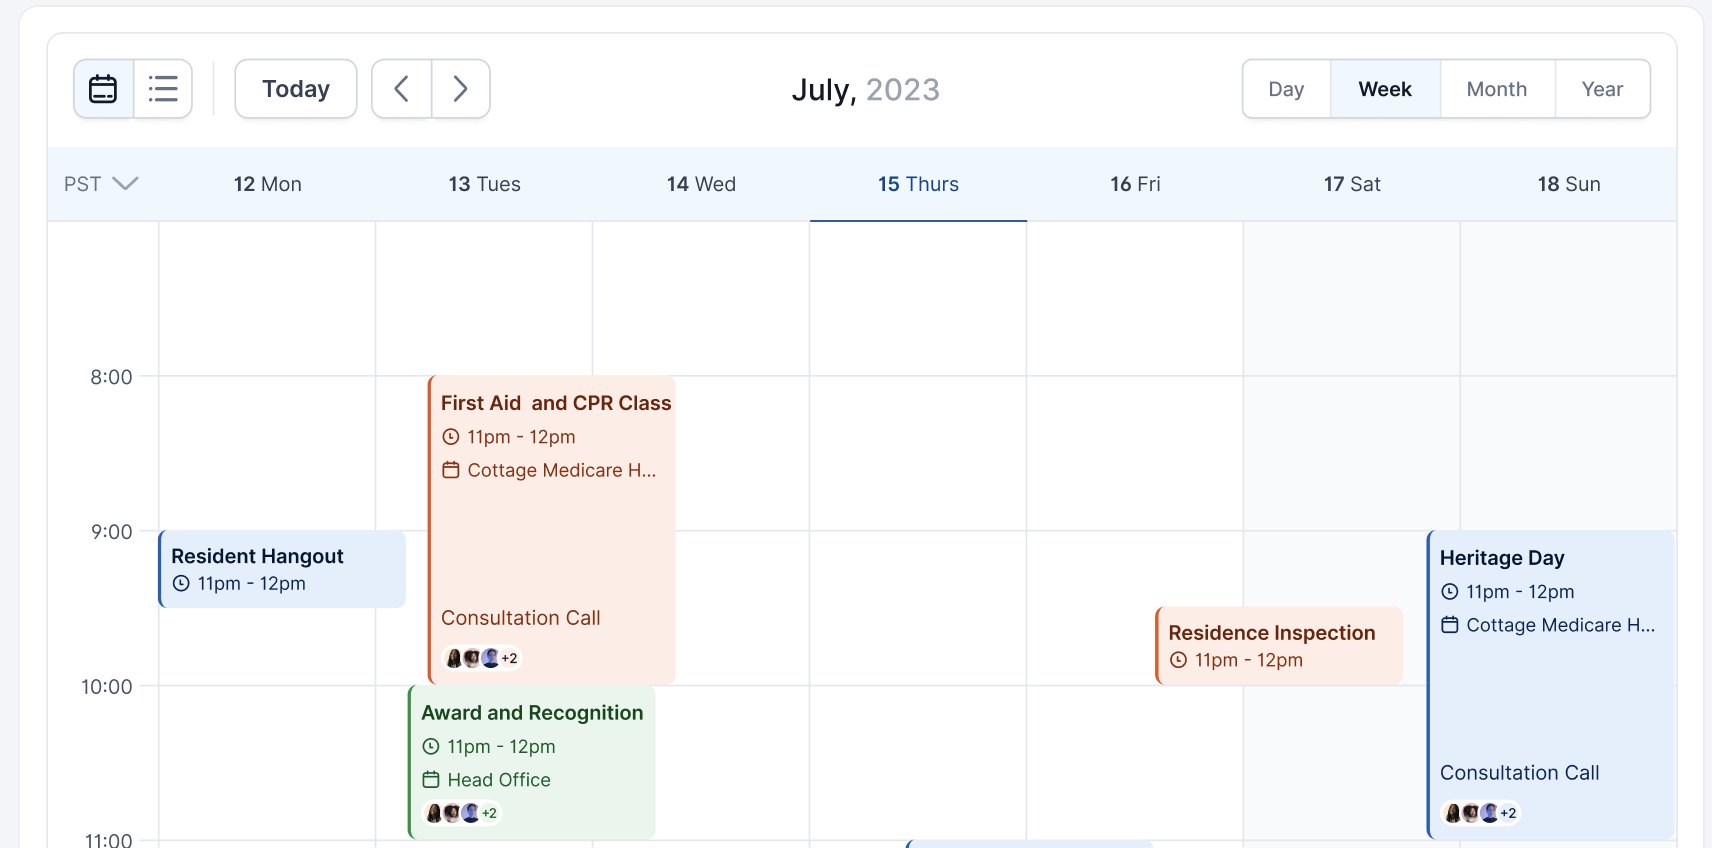 Today
July, 2023
Day Week Month Year
PST 12 Mon 13 Tues 14 Wed 15 Thurs 16 Fri 17 Sat 18 Sun
8:00
First Aid  and CPR Class
11pm - 12pm
Cottage Medicare H...
Consultation Call
+2
9:00
Resident Hangout
11pm - 12pm
Heritage Day
11pm - 12pm
Cottage Medicare H...
Consultation Call
+2
Residence Inspection
11pm - 12pm
10:00
Award and Recognition
11pm - 12pm
Head Office
+2
11:00